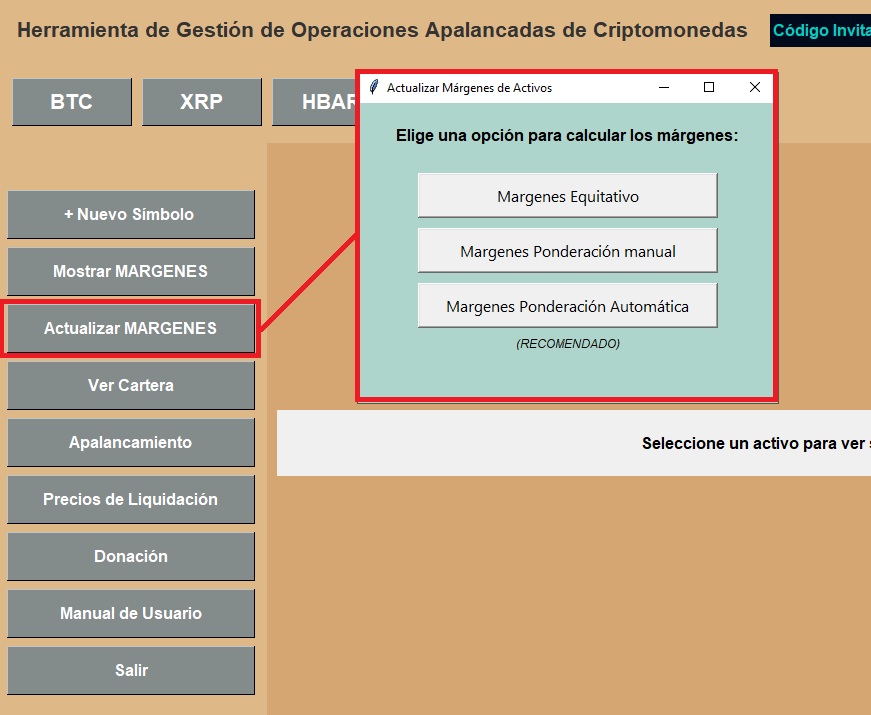 Herramienta de Gestión de Operaciones Apalancadas de Criptomonedas
Código Invita
BTC
XRP
HBAR
Actualizar Márgenes de Activos
Elige una opción para calcular los márgenes:
Margenes Equitativo
Margenes Ponderación manual
Margenes Ponderación Automática
(RECOMENDADO)
+ Nuevo Símbolo
Mostrar MARGENES
Actualizar MARGENES
Ver Cartera
Apalancamiento
Precios de Liquidación
Donación
Manual de Usuario
Salir
Seleccione un activo para ver